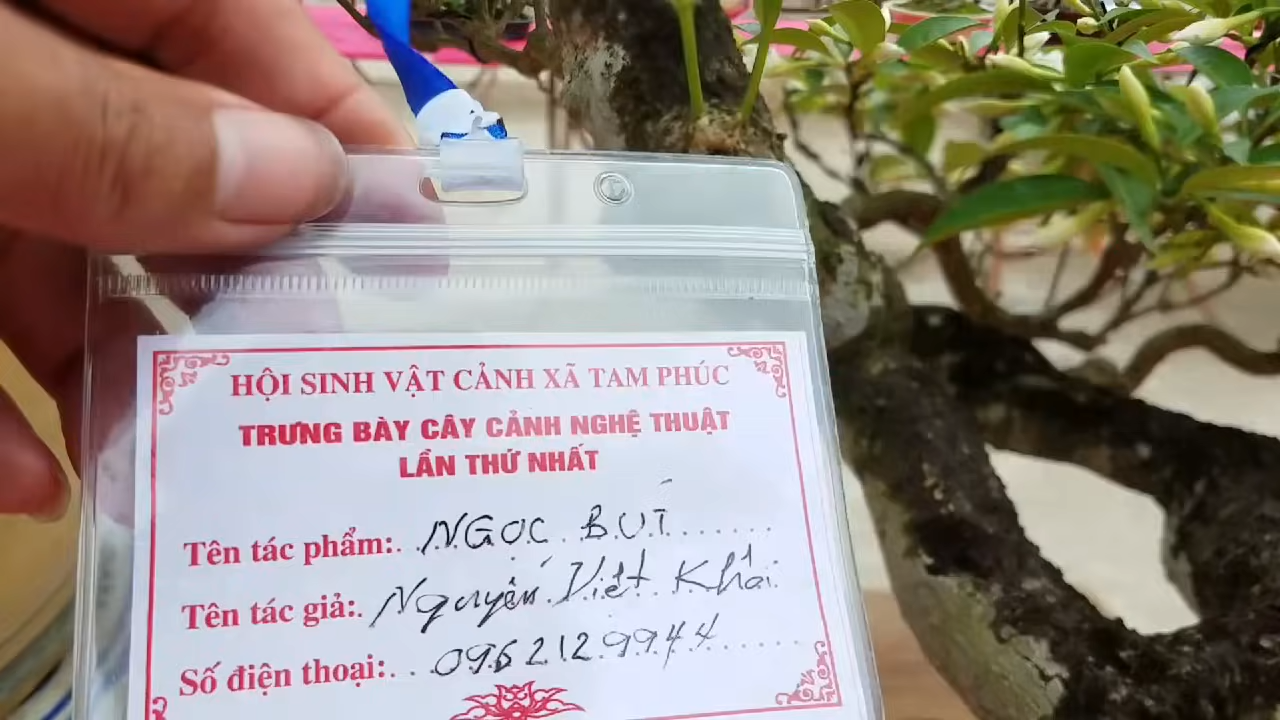 HỘI SINH VẬT CẢNH XÃ TAM PHÚC
TRƯNG BÀY CÂY CẢNH NGHỆ THUẬT
LẦN THỨ NHẤT
Tên tác phẩm: NGỌC BÚT
Tên tác giả: Nguyễn Viết Khải
Số điện thoại: 0962129944